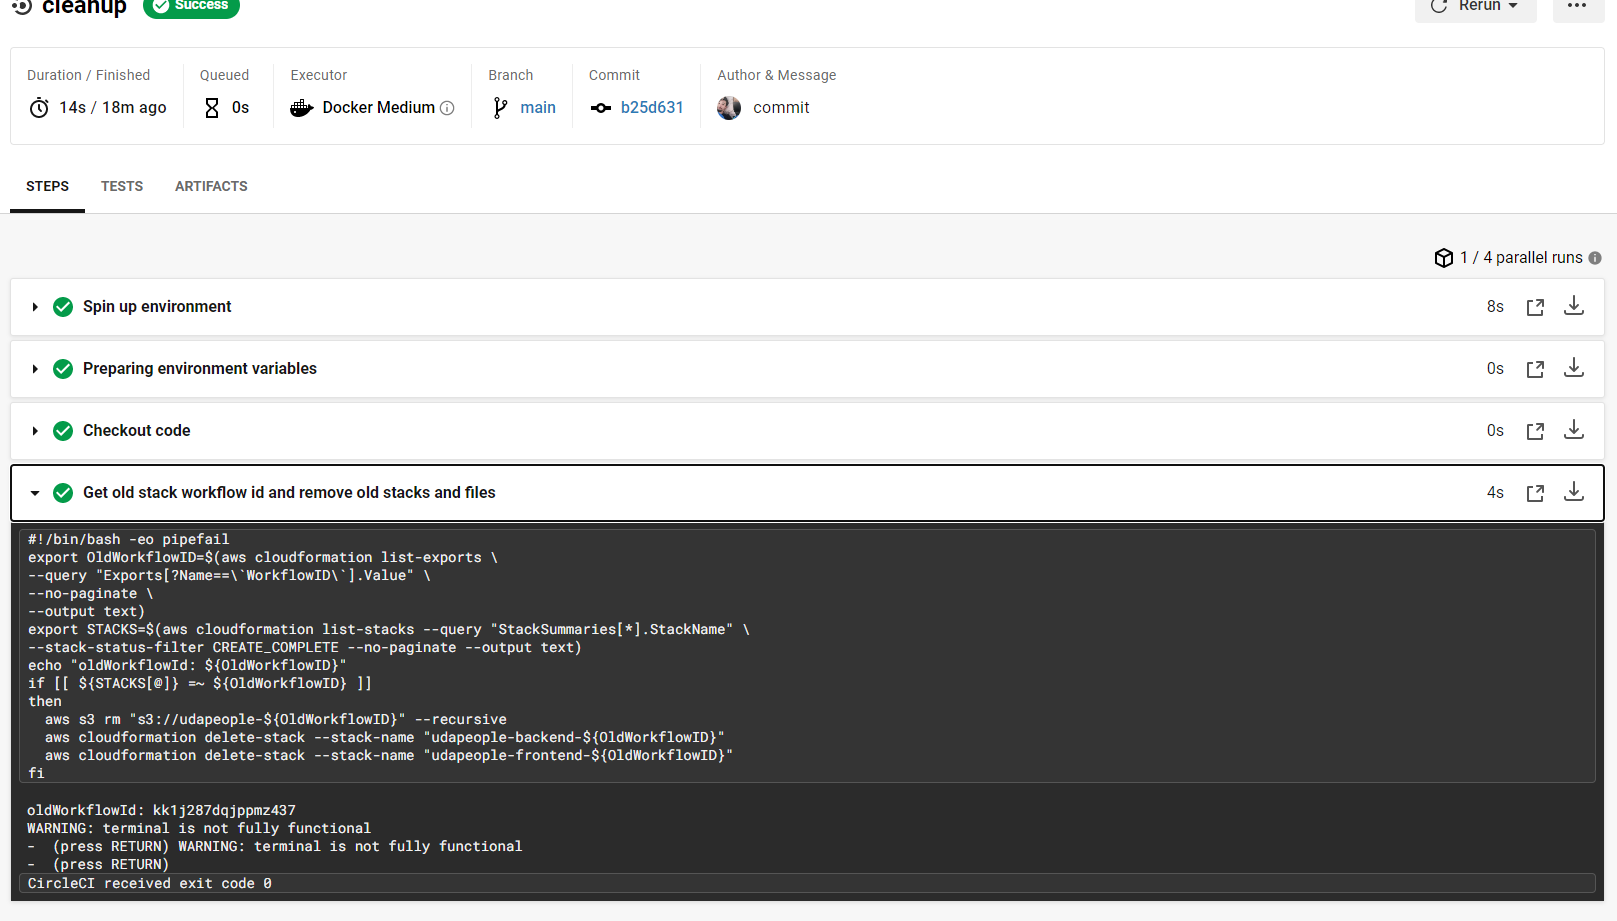 cleanup Success Rerun
Duration / Finished Queued Executor Branch Commit Author & Message
14s / 18m ago 0s Docker Medium main b25d631 commit
STEPS TESTS ARTIFACTS
1 / 4 parallel runs
Spin up environment 8s
Preparing environment variables 0s
Checkout code 0s
Get old stack workflow id and remove old stacks and files 4s
#!/bin/bash -eo pipefail
export OldWorkflowID=$(aws cloudformation list-exports \
--query "Exports[?Name==\`WorkflowID\`].Value" \
--no-paginate \
--output text)
export STACKS=$(aws cloudformation list-stacks --query "StackSummaries[*].StackName" \
--stack-status-filter CREATE_COMPLETE --no-paginate --output text)
echo "oldWorkflowId: ${OldWorkflowID}"
if [[ ${STACKS[@]} =~ ${OldWorkflowID} ]]
then
  aws s3 rm "s3://udapeople-${OldWorkflowID}" --recursive
  aws cloudformation delete-stack --stack-name "udapeople-backend-${OldWorkflowID}"
  aws cloudformation delete-stack --stack-name "udapeople-frontend-${OldWorkflowID}"
fi
oldWorkflowId: kk1j287dqjppmz437
WARNING: terminal is not fully functional
-  (press RETURN) WARNING: terminal is not fully functional
-  (press RETURN)
CircleCI received exit code 0